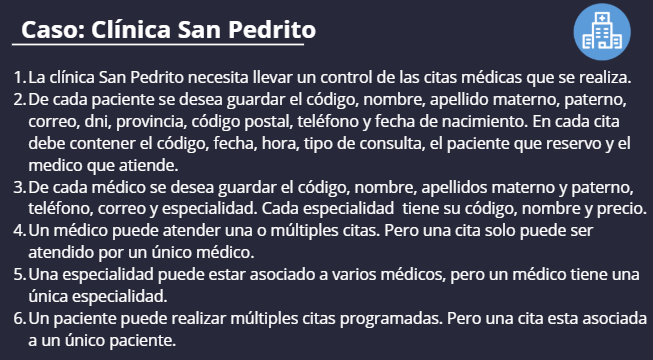 Caso: Clínica San Pedrito
1. La clínica San Pedrito necesita llevar un control de las citas médicas que se realiza.
2. De cada paciente se desea guardar el código, nombre, apellido materno, paterno,
correo, dni, provincia, código postal, teléfono y fecha de nacimiento. En cada cita
debe contener el código, fecha, hora, tipo de consulta, el paciente que reservo y el
medico que atiende.
3. De cada médico se desea guardar el código, nombre, apellidos materno y paterno,
teléfono, correo y especialidad. Cada especialidad tiene su código, nombre y precio.
4. Un médico puede atender una o múltiples citas. Pero una cita solo puede ser
atendido por un único médico.
5. Una especialidad puede estar asociado a varios médicos, pero un médico tiene una
única especialidad.
6. Un paciente puede realizar múltiples citas programadas. Pero una cita esta asociada
a un único paciente.